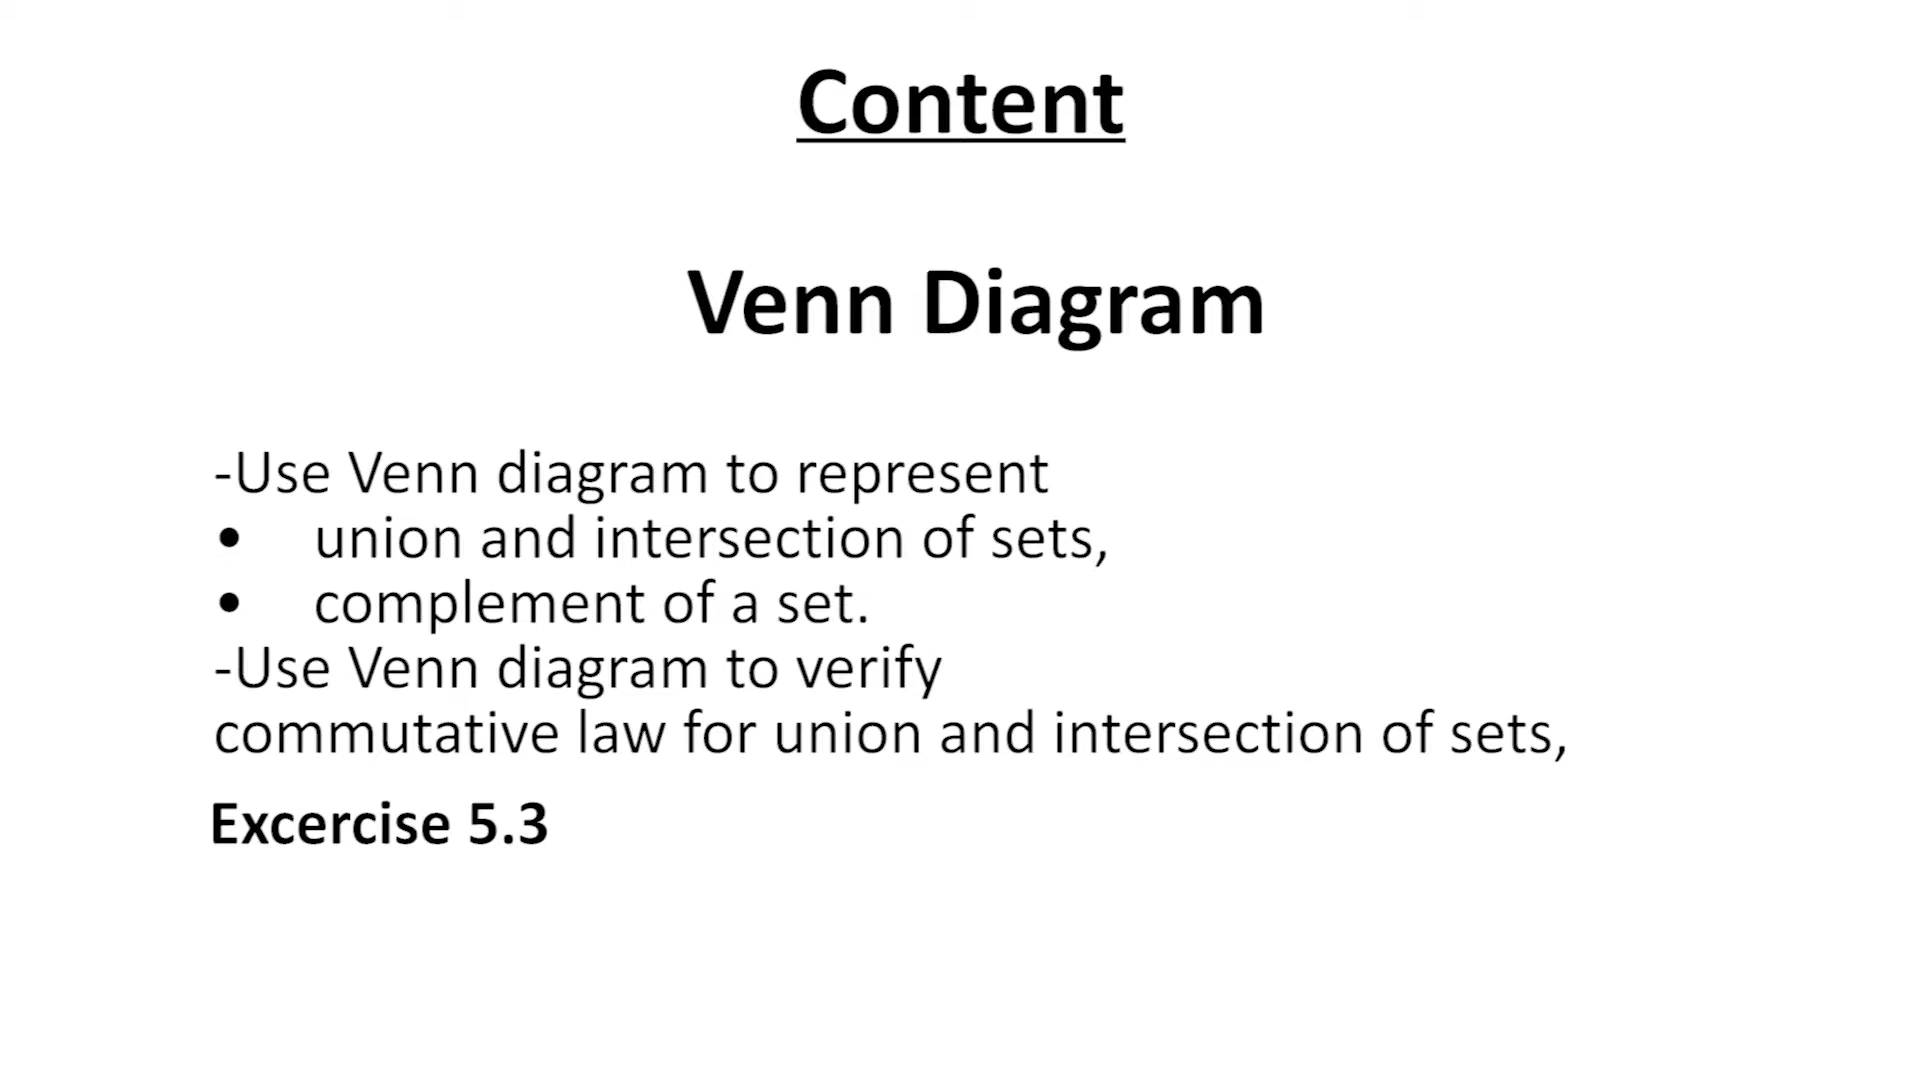 Content
Venn Diagram
-Use Venn diagram to represent
• union and intersection of sets,
• complement of a set.
-Use Venn diagram to verify
commutative law for union and intersection of sets,
Excercise 5.3